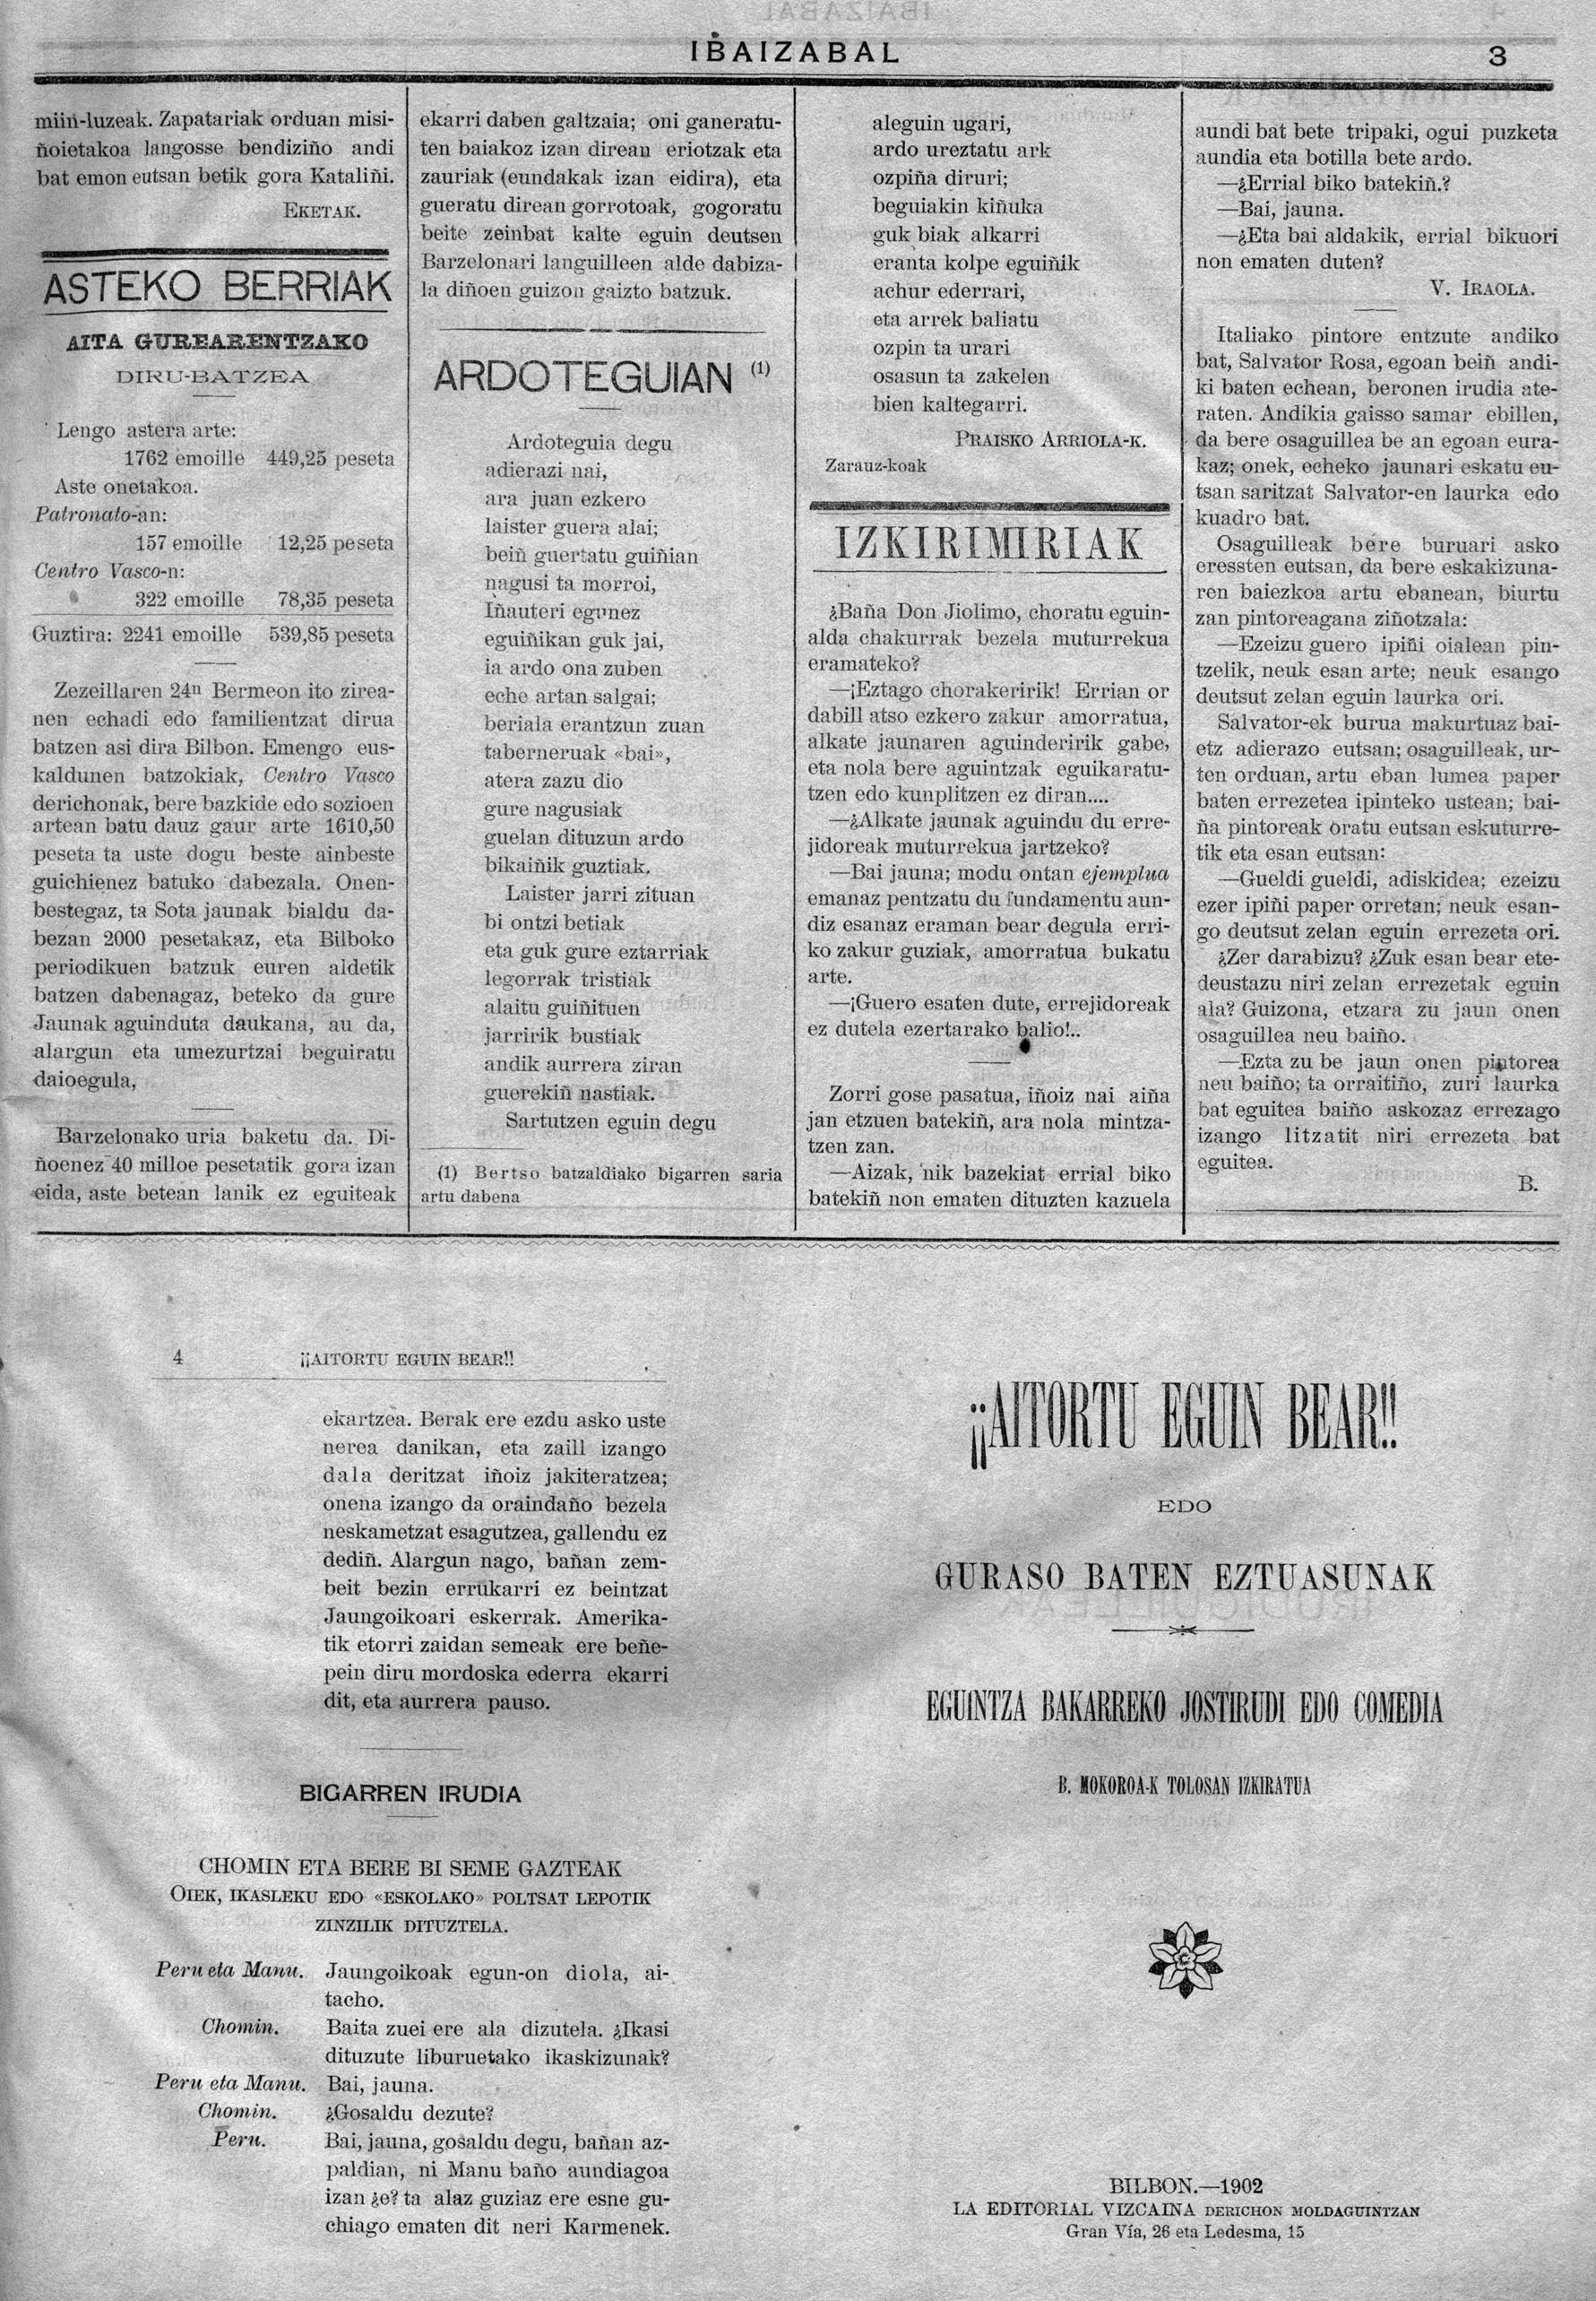 IBAIZABAL
3
miiñ-luzeak. Zapatariak orduan misi-
ñoietakoa langosse bendiziño andi
bat emon eutsan betik gora Kataliñi.
EKETAK.
ASTEKO BERRIAK
AITA GUREARENTZAKO
DIRU-BATZEA
Lengo astera arte:
1762 emoille 449,25 peseta
Aste onetakoa.
Patronato-an:
157 emoille 12,25 peseta
Centro Vasco-n:
322 emoille 78,35 peseta
Guztira: 2241 emoille 539,85 peseta
Zezeillaren 24n Bermeon ito zirea-
nen echadi edo familientzat dirua
batzen asi dira Bilbon. Emengo eus-
kaldunen batzokiak, Centro Vasco
derichonak, bere bazkide edo sozioen
artean batu dauz gaur arte 1610,50
peseta ta uste dogu beste ainbeste
guichienez batuko dabezala. Onen-
bestegaz, ta Sota jaunak bialdu da-
bezan 2000 pesetakaz, eta Bilboko
periodikuen batzuk euren aldetik
batzen dabenagaz, beteko da gure
Jaunak aguinduta daukana, au da,
alargun eta umezurtzai beguiratu
daioegula,
Barzelonako uria baketu da. Di-
ñoenez 40 milloe pesetatik gora izan
eida, aste betean lanik ez eguiteak
ekarri daben galtzaia; oni ganeratu-
ten baiakoz izan direan eriotzak eta
zauriak (eundakak izan eidira), eta
gueratu direan gorrotoak, gogoratu
beite zeinbat kalte eguin deutsen
Barzelonari languilleen alde dabiza-
la diñoen guizon gaizto batzuk.
ARDOTEGUIAN (1)
Ardoteguia degu
adierazi nai,
ara juan ezkero
laister guera alai;
beiñ guertatu guiñian
nagusi ta morroi,
Iñauteri egunez
eguiñikan guk jai,
ia ardo ona zuben
eche artan salgai;
beriala erantzun zuan
taberneruak «bai»,
atera zazu dio
gure nagusiak
guelan dituzun ardo
bikaiñik guztiak.
Laister jarri zituan
bi ontzi betiak
eta guk gure eztarriak
legorrak tristiak
alaitu guiñituen
jarririk bustiak
andik aurrera ziran
guerekiñ nastiak.
Sartutzen eguin degu
(1) Bertso batzaldiako bigarren saria
artu dabena
aleguin ugari,
ardo ureztatu ark
ozpiña diruri;
beguiakin kiñuka
guk biak alkarri
eranta kolpe eguiñik
achur ederrari,
eta arrek baliatu
ozpin ta urari
osasun ta zakelen
bien kaltegarri.
PRAISKO ARRIOLA-K.
Zarauz-koak
IZKIRIMIRIAK
¿Baña Don Jiolimo, choratu eguin-
alda chakurrak bezela muturrekua
eramateko?
—¡Eztago chorakeririk! Errian or
dabill atso ezkero zakur amorratua,
alkate jaunaren aguinderirik gabe,
eta nola bere aguintzak eguikaratu-
tzen edo kunplitzen ez diran....
—¿Alkate jaunak aguindu du erre-
jidoreak muturrekua jartzeko?
—Bai jauna; modu ontan ejemplua
emanaz pentzatu du fundamentu aun-
diz esanaz eraman bear degula erri-
ko zakur guziak, amorratua bukatu
arte.
—¡Guero esaten dute, errejidoreak
ez dutela ezertarako balio!..
Zorri gose pasatua, iñoiz nai aiña
jan etzuen batekiñ, ara nola mintza-
tzen zan.
—Aizak, nik bazekiat errial biko
batekiñ non ematen dituzten kazuela
aundi bat bete tripaki, ogui puzketa
aundia eta botilla bete ardo.
—¿Errial biko batekiñ.?
—Bai, jauna.
—¿Eta bai aldakik, errial bikuori
non ematen duten?
V. IRAOLA.
Italiako pintore entzute andiko
bat, Salvator Rosa, egoan beiñ andi-
ki baten echean, beronen irudia ate-
raten. Andikia gaisso samar ebillen,
da bere osaguillea be an egoan eura-
kaz; onek, echeko jaunari eskatu eu-
tsan saritzat Salvator-en laurka edo
kuadro bat.
Osaguilleak bere buruari asko
eressten eutsan, da bere eskakizuna-
ren baiezkoa artu ebanean, biurtu
zan pintoreagana ziñotzala:
—Ezeizu guero ipiñi oialean pin-
tzelik, neuk esan arte; neuk esango
deutsut zelan eguin laurka ori.
Salvator-ek burua makurtuaz bai-
etz adierazo eutsan; osaguilleak, ur-
ten orduan, artu eban lumea paper
baten errezetea ipinteko ustean; bai-
ña pintoreak oratu eutsan eskuturre-
tik eta esan eutsan:
—Gueldi gueldi, adiskidea; ezeizu
ezer ipiñi paper orretan; neuk esan-
go deutsut zelan eguin errezeta ori.
¿Zer darabizu? ¿Zuk esan bear ete-
deustazu niri zelan errezetak eguin
ala? Guizona, etzara zu jaun onen
osaguillea neu baiño.
—Ezta zu be jaun onen pintorea
neu baiño; ta orraitiño, zuri laurka
bat eguitea baiño askozaz errezago
izango litzatit niri errezeta bat
eguitea.
B.
4 ¡¡AITORTU EGUIN BEAR!!
ekartzea. Berak ere ezdu asko uste
nerea danikan, eta zaill izango
dala deritzat iñoiz jakiteratzea;
onena izango da oraindaño bezela
neskametzat esagutzea, gallendu ez
dediñ. Alargun nago, bañan zem-
beit bezin errukarri ez beintzat
Jaungoikoari eskerrak. Amerika-
tik etorri zaidan semeak ere beñe-
pein diru mordoska ederra ekarri
dit, eta aurrera pauso.
BIGARREN IRUDIA
CHOMIN ETA BERE BI SEME GAZTEAK
OIEK, IKASLEKU EDO «ESKOLAKO» POLTSAT LEPOTIK
ZINZILIK DITUZTELA.
Peru eta Manu. Jaungoikoak egun-on diola, ai-
tacho.
Chomin. Baita zuei ere ala dizutela. ¿Ikasi
dituzute liburuetako ikaskizunak?
Peru eta Manu. Bai, jauna.
Chomin. ¿Gosaldu dezute?
Peru. Bai, jauna, gosaldu degu, bañan az-
paldian, ni Manu baño aundiagoa
izan ¿e? ta alaz guziaz ere esne gu-
chiago ematen dit neri Karmenek.
¡¡AITORTU EGUIN BEAR!!
EDO
GURASO BATEN EZTUASUNAK
EGUINTZA BAKARREKO JOSTIRUDI EDO COMEDIA
B. MOKOROA-K TOLOSAN IZKIRATUA
BILBON.—1902
LA EDITORIAL VIZCAINA DERICHON MOLDAGUINTZAN
Gran Vía, 26 eta Ledesma, 15